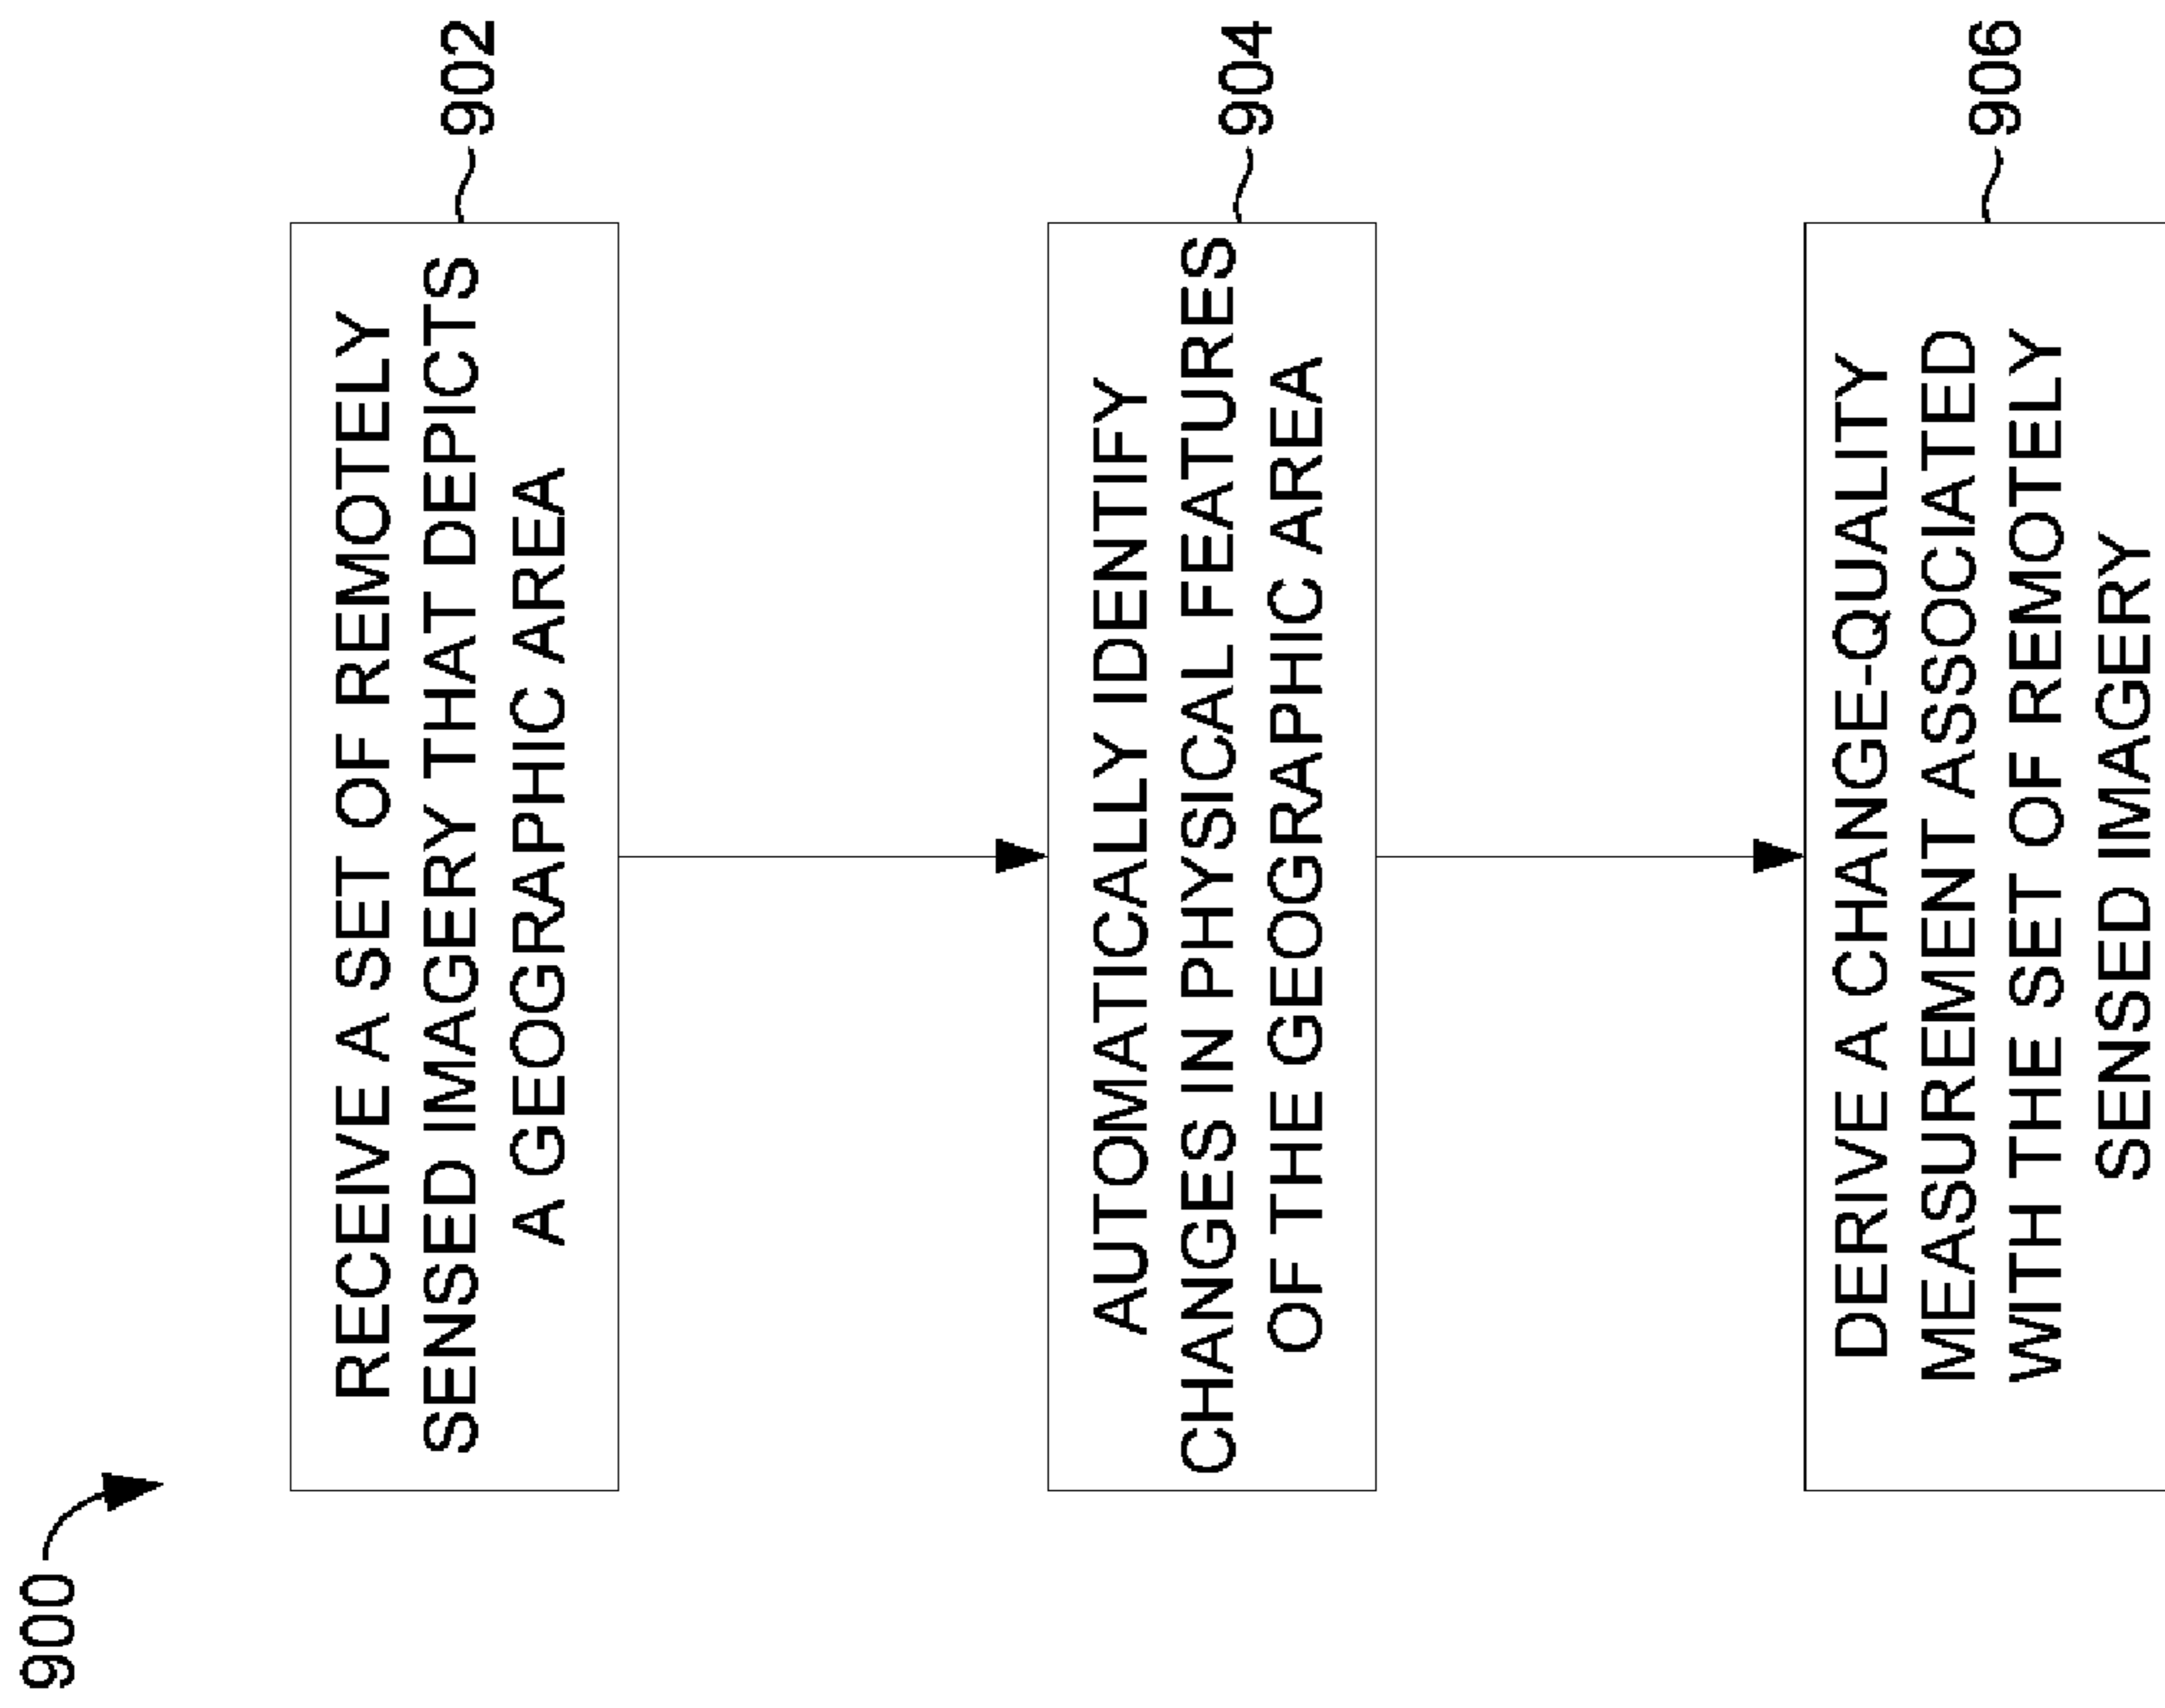 900
RECEIVE A SET OF REMOTELY
SENSED IMAGERY THAT DEPICTS
A GEOGRAPHIC AREA
902
AUTOMATICALLY IDENTIFY
CHANGES IN PHYSICAL FEATURES
OF THE GEOGRAPHIC AREA
904
DERIVE A CHANGE-QUALITY
MEASUREMENT ASSOCIATED
WITH THE SET OF REMOTELY
SENSED IMAGERY
906